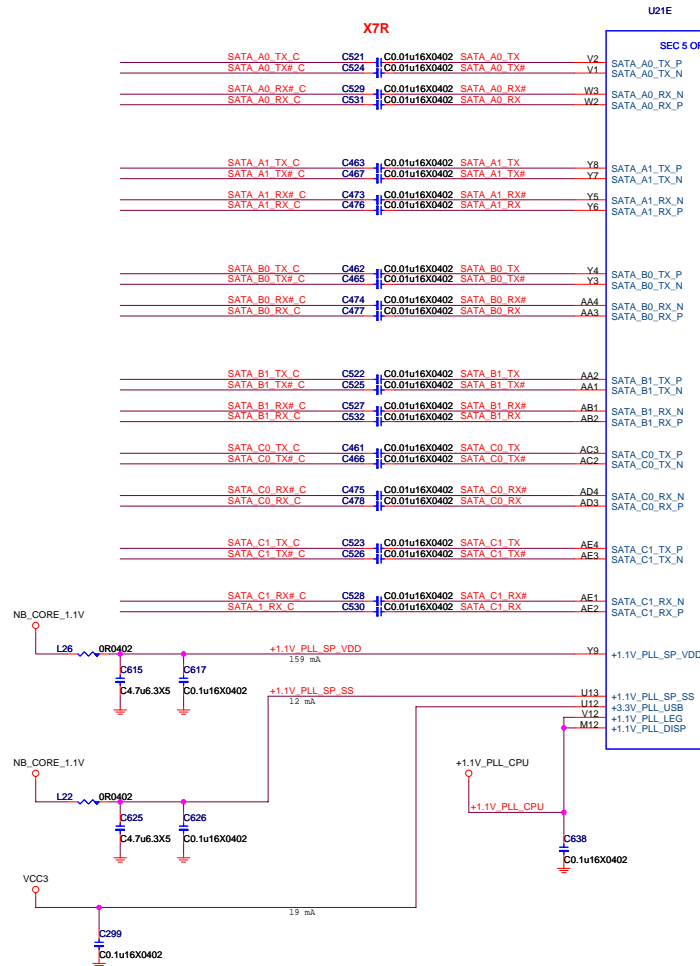 U21E
X7R
SEC 5 OF
SATA_A0_TX_C C521 C0.01u16X0402 SATA_A0_TX V2 SATA_A0_TX_P
SATA_A0_TX#_C C524 C0.01u16X0402 SATA_A0_TX# V1 SATA_A0_TX_N
SATA_A0_RX#_C C529 C0.01u16X0402 SATA_A0_RX# W3 SATA_A0_RX_N
SATA_A0_RX_C C531 C0.01u16X0402 SATA_A0_RX W2 SATA_A0_RX_P
SATA_A1_TX_C C463 C0.01u16X0402 SATA_A1_TX Y8 SATA_A1_TX_P
SATA_A1_TX#_C C467 C0.01u16X0402 SATA_A1_TX# Y7 SATA_A1_TX_N
SATA_A1_RX#_C C473 C0.01u16X0402 SATA_A1_RX# Y5 SATA_A1_RX_N
SATA_A1_RX_C C476 C0.01u16X0402 SATA_A1_RX Y6 SATA_A1_RX_P
SATA_B0_TX_C C462 C0.01u16X0402 SATA_B0_TX Y4 SATA_B0_TX_P
SATA_B0_TX#_C C465 C0.01u16X0402 SATA_B0_TX# Y3 SATA_B0_TX_N
SATA_B0_RX#_C C474 C0.01u16X0402 SATA_B0_RX# AA4 SATA_B0_RX_N
SATA_B0_RX_C C477 C0.01u16X0402 SATA_B0_RX AA3 SATA_B0_RX_P
SATA_B1_TX_C C522 C0.01u16X0402 SATA_B1_TX AA2 SATA_B1_TX_P
SATA_B1_TX#_C C525 C0.01u16X0402 SATA_B1_TX# AA1 SATA_B1_TX_N
SATA_B1_RX#_C C527 C0.01u16X0402 SATA_B1_RX# AB1 SATA_B1_RX_N
SATA_B1_RX_C C532 C0.01u16X0402 SATA_B1_RX AB2 SATA_B1_RX_P
SATA_C0_TX_C C461 C0.01u16X0402 SATA_C0_TX AC3 SATA_C0_TX_P
SATA_C0_TX#_C C466 C0.01u16X0402 SATA_C0_TX# AC2 SATA_C0_TX_N
SATA_C0_RX#_C C475 C0.01u16X0402 SATA_C0_RX# AD4 SATA_C0_RX_N
SATA_C0_RX_C C478 C0.01u16X0402 SATA_C0_RX AD3 SATA_C0_RX_P
SATA_C1_TX_C C523 C0.01u16X0402 SATA_C1_TX AE4 SATA_C1_TX_P
SATA_C1_TX#_C C526 C0.01u16X0402 SATA_C1_TX# AE3 SATA_C1_TX_N
SATA_C1_RX#_C C528 C0.01u16X0402 SATA_C1_RX# AE1 SATA_C1_RX_N
SATA_1_RX_C C530 C0.01u16X0402 SATA_C1_RX AE2 SATA_C1_RX_P
NB_CORE_1.1V
L26 0R0402 +1.1V_PLL_SP_VDD Y9 +1.1V_PLL_SP_VDD
159 mA
C615 C617
C4.7u6.3X5 C0.1u16X0402
+1.1V_PLL_SP_SS U13 +1.1V_PLL_SP_SS
12 mA
U12 +3.3V_PLL_USB
V12 +1.1V_PLL_LEG
M12 +1.1V_PLL_DISP
NB_CORE_1.1V
+1.1V_PLL_CPU
L22 0R0402
+1.1V_PLL_CPU
C625 C626
C4.7u6.3X5 C0.1u16X0402
C638
C0.1u16X0402
VCC3
19 mA
C299
C0.1u16X0402